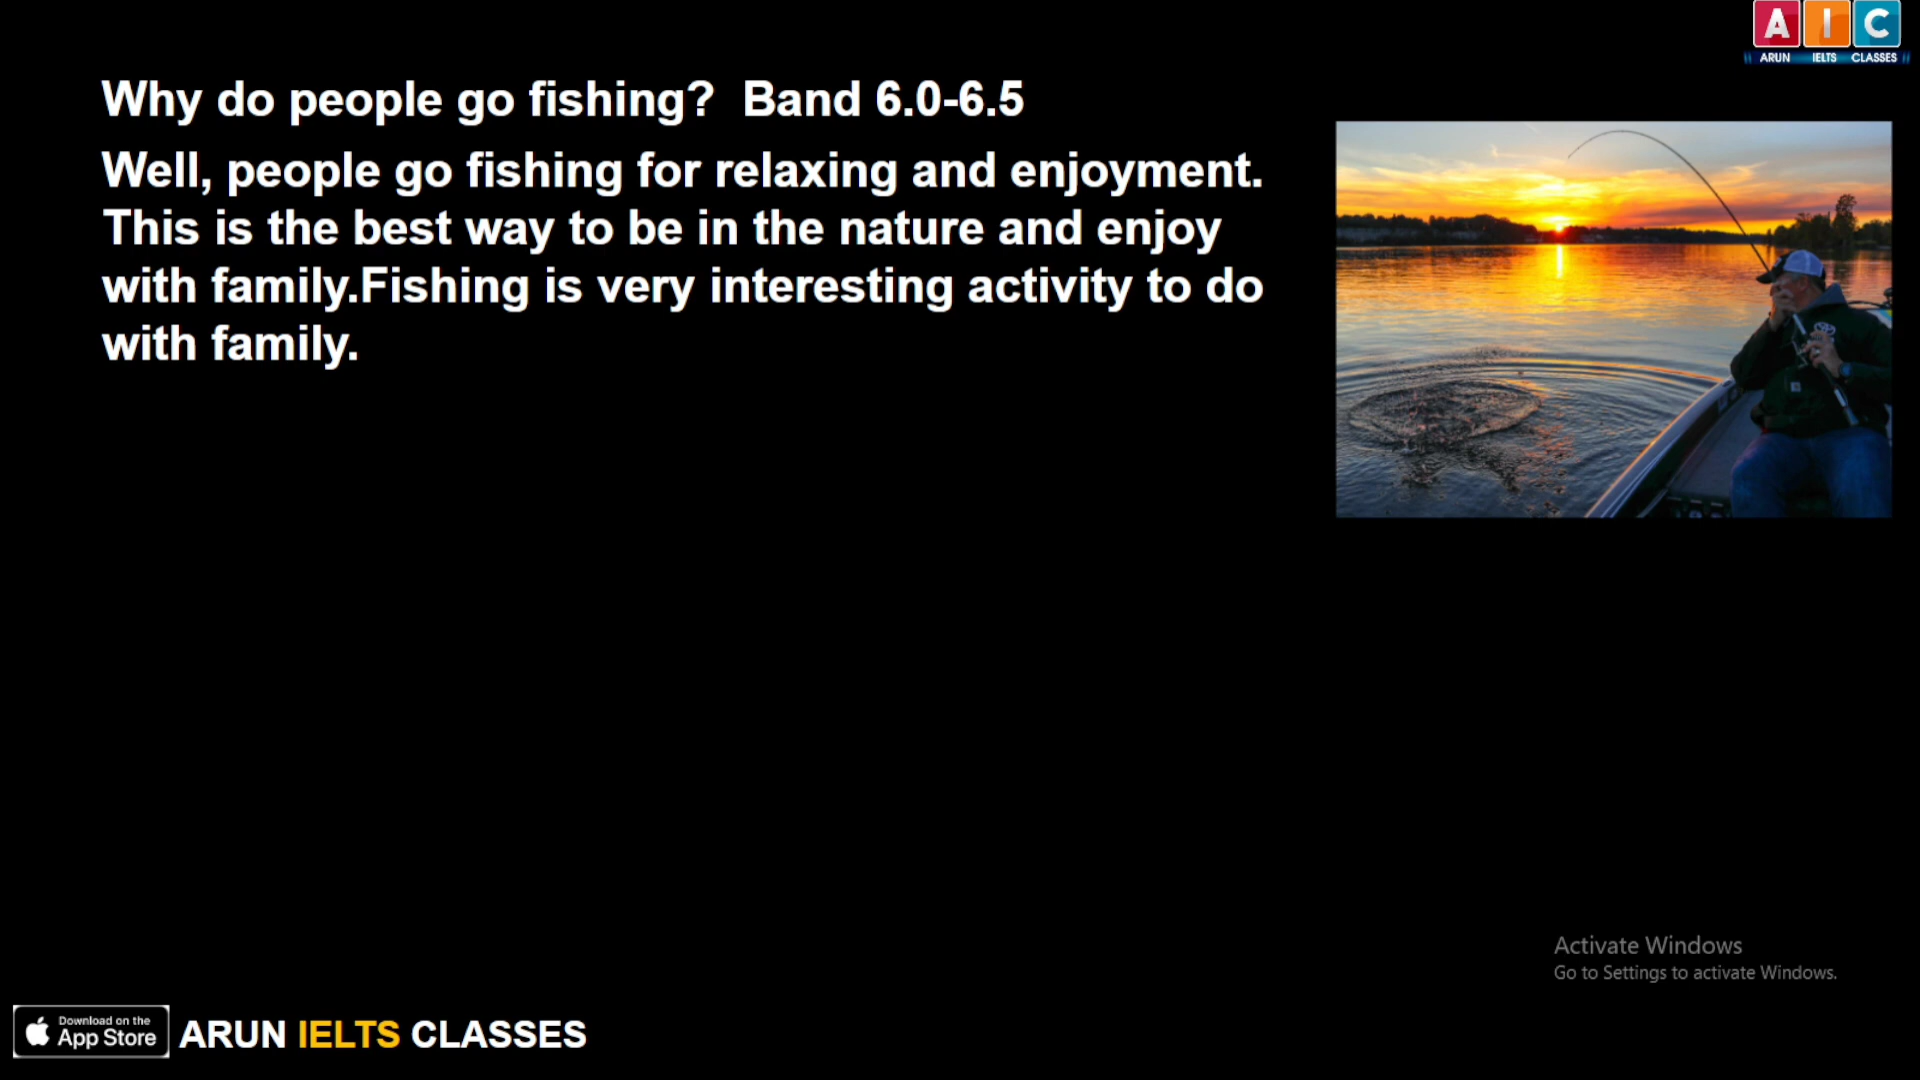 A I C
ARUN IELTS CLASSES
Why do people go fishing? Band 6.0-6.5
Well, people go fishing for relaxing and enjoyment.
This is the best way to be in the nature and enjoy
with family.Fishing is very interesting activity to do
with family.
Activate Windows
Go to Settings to activate Windows.
Download on the
App Store
ARUN IELTS CLASSES